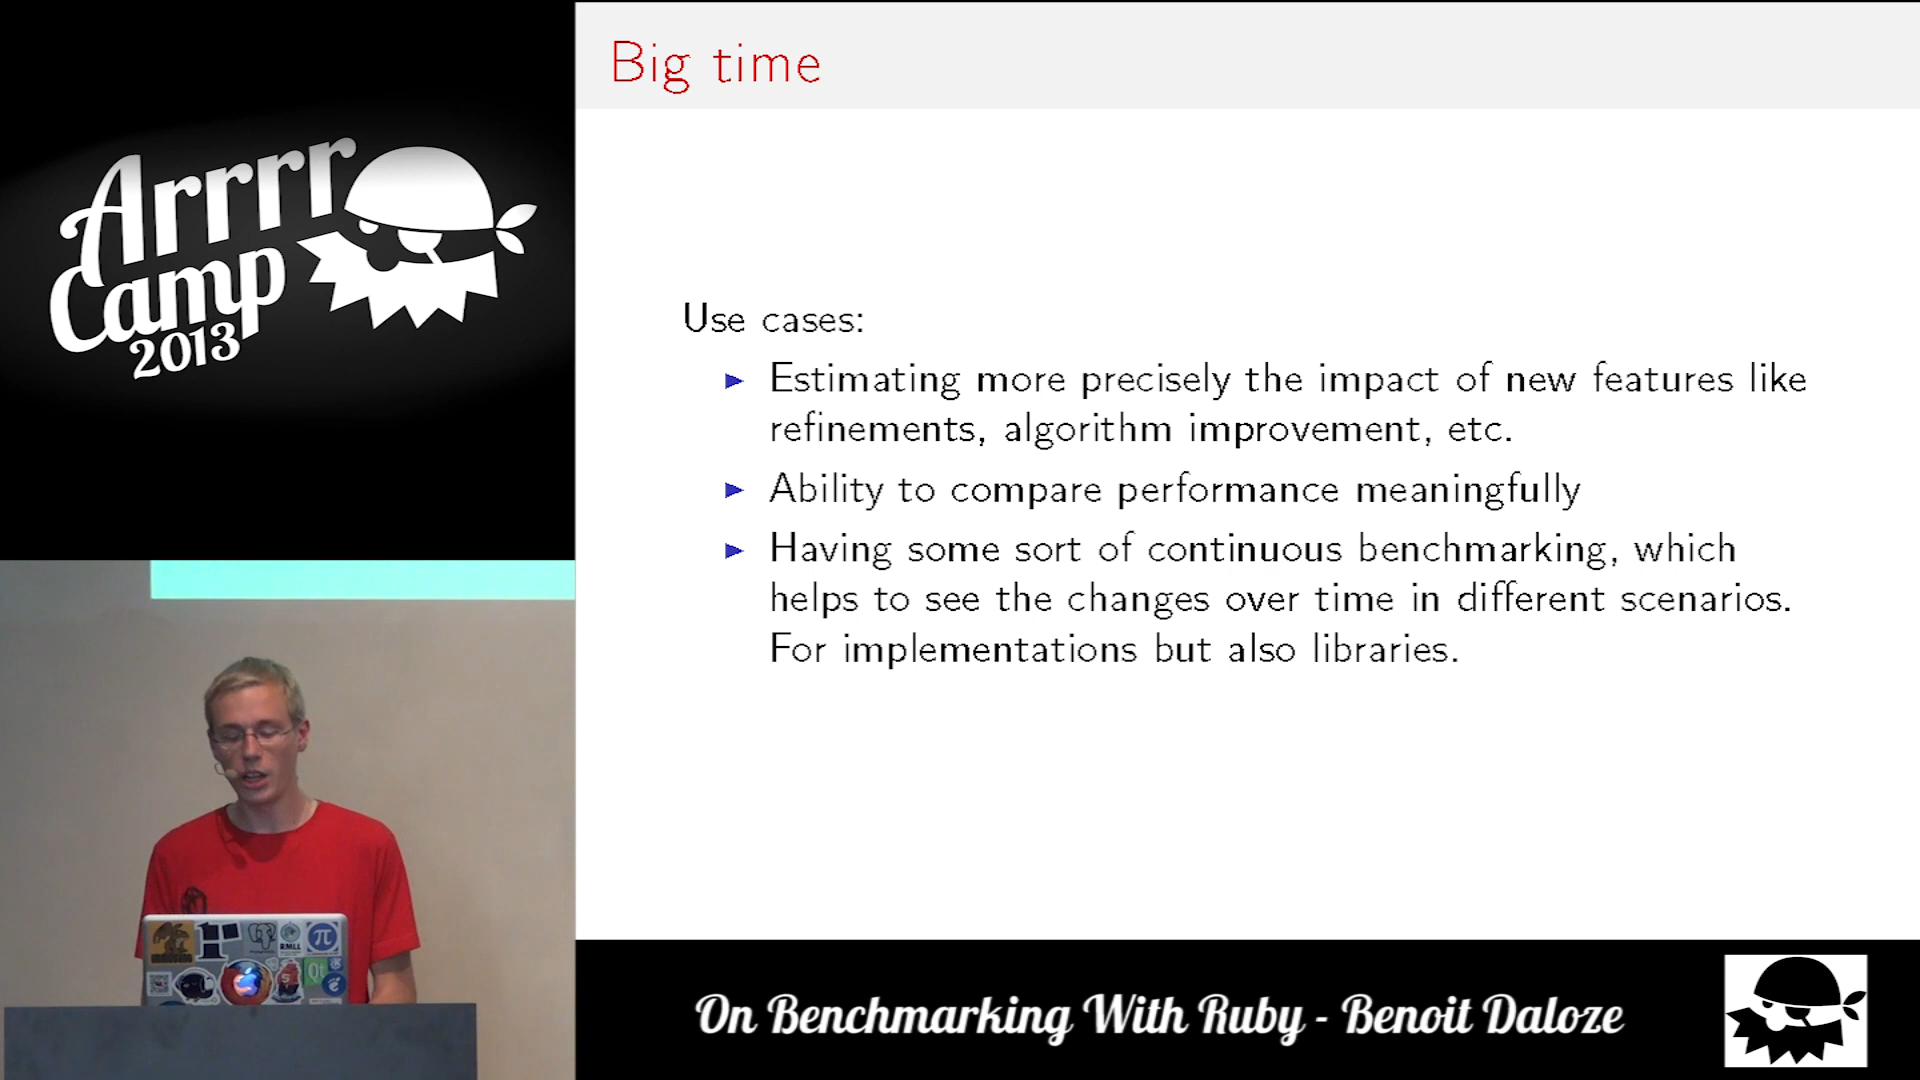 Big time
Arrrr
Camp
2013
Use cases:
Estimating more precisely the impact of new features like
refinements, algorithm improvement, etc.
Ability to compare performance meaningfully
Having some sort of continuous benchmarking, which
helps to see the changes over time in different scenarios.
For implementations but also libraries.
RMLL
π
Qt
On Benchmarking With Ruby - Benoit Daloze